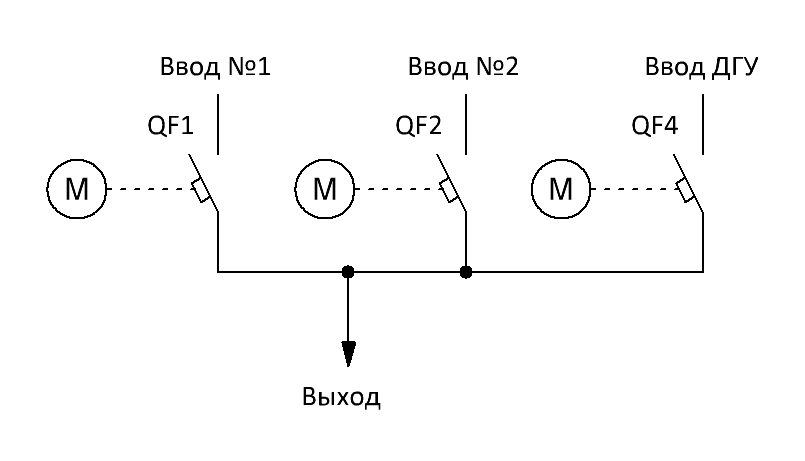 Ввод №1
Ввод №2
Ввод ДГУ
QF1
QF2
QF4
М
М
М
Выход